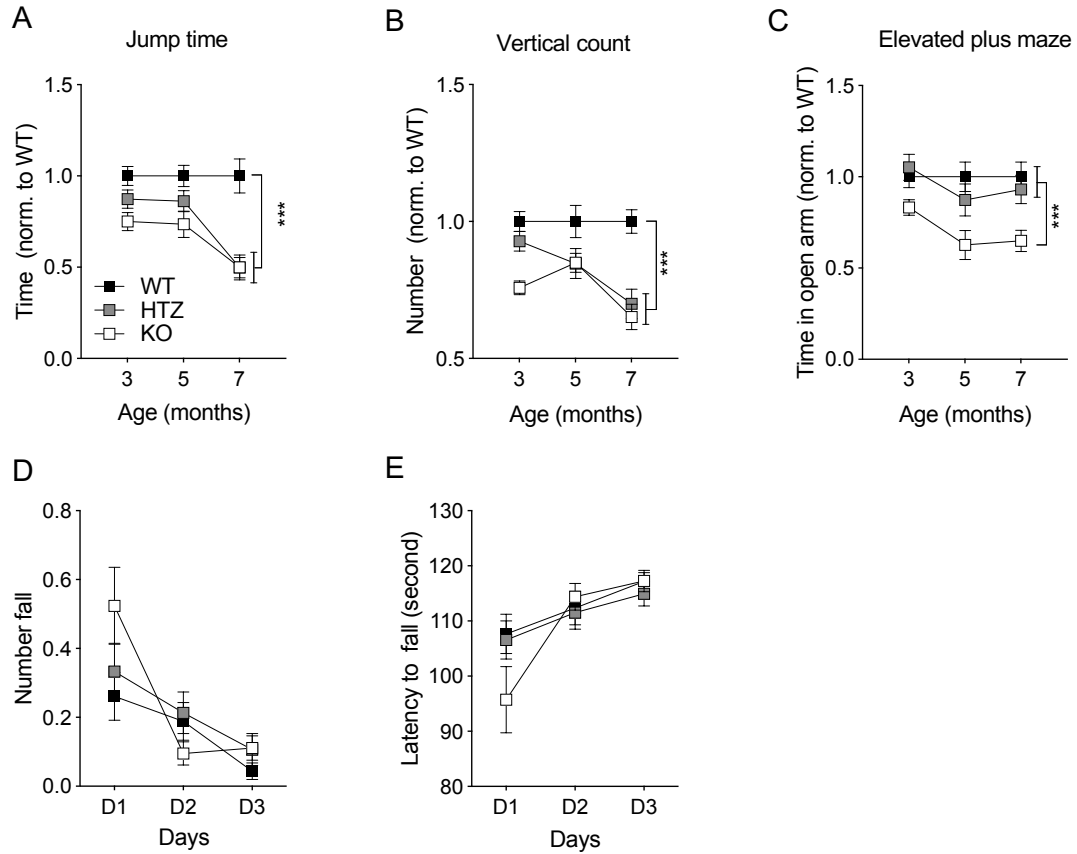 A
Jump time
Time (norm. to WT)
1.5
1.0
0.5
0.0
***
WT
HTZ
KO
3 5 7
Age (months)
B
Vertical count
Number (norm. to WT)
1.5
1.0
0.5
***
3 5 7
Age (months)
C
Elevated plus maze
Time in open arm (norm. to WT)
1.5
1.0
0.5
0.0
***
3 5 7
Age (months)
D
Number fall
0.8
0.6
0.4
0.2
0.0
D1 D2 D3
Days
E
Latency to fall (second)
130
120
110
100
90
80
D1 D2 D3
Days